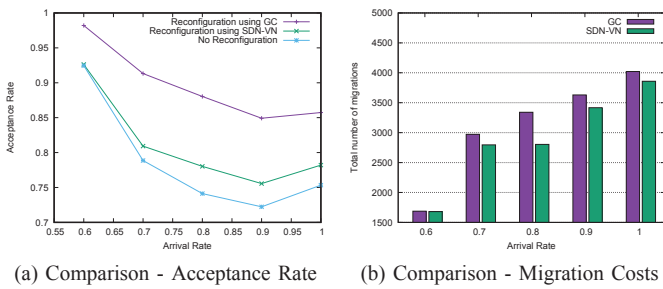 Reconfiguration using GC
Reconfiguration using SDN-VN
No Reconfiguration
1
0.95
0.9
0.85
0.8
0.75
0.7
Acceptance Rate
0.55 0.6 0.65 0.7 0.75 0.8 0.85 0.9 0.95 1
Arrival Rate
(a) Comparison - Acceptance Rate
GC
SDN-VN
5000
4500
4000
3500
3000
2500
2000
1500
Total number of migrations
0.6 0.7 0.8 0.9 1
Arrival Rate
(b) Comparison - Migration Costs